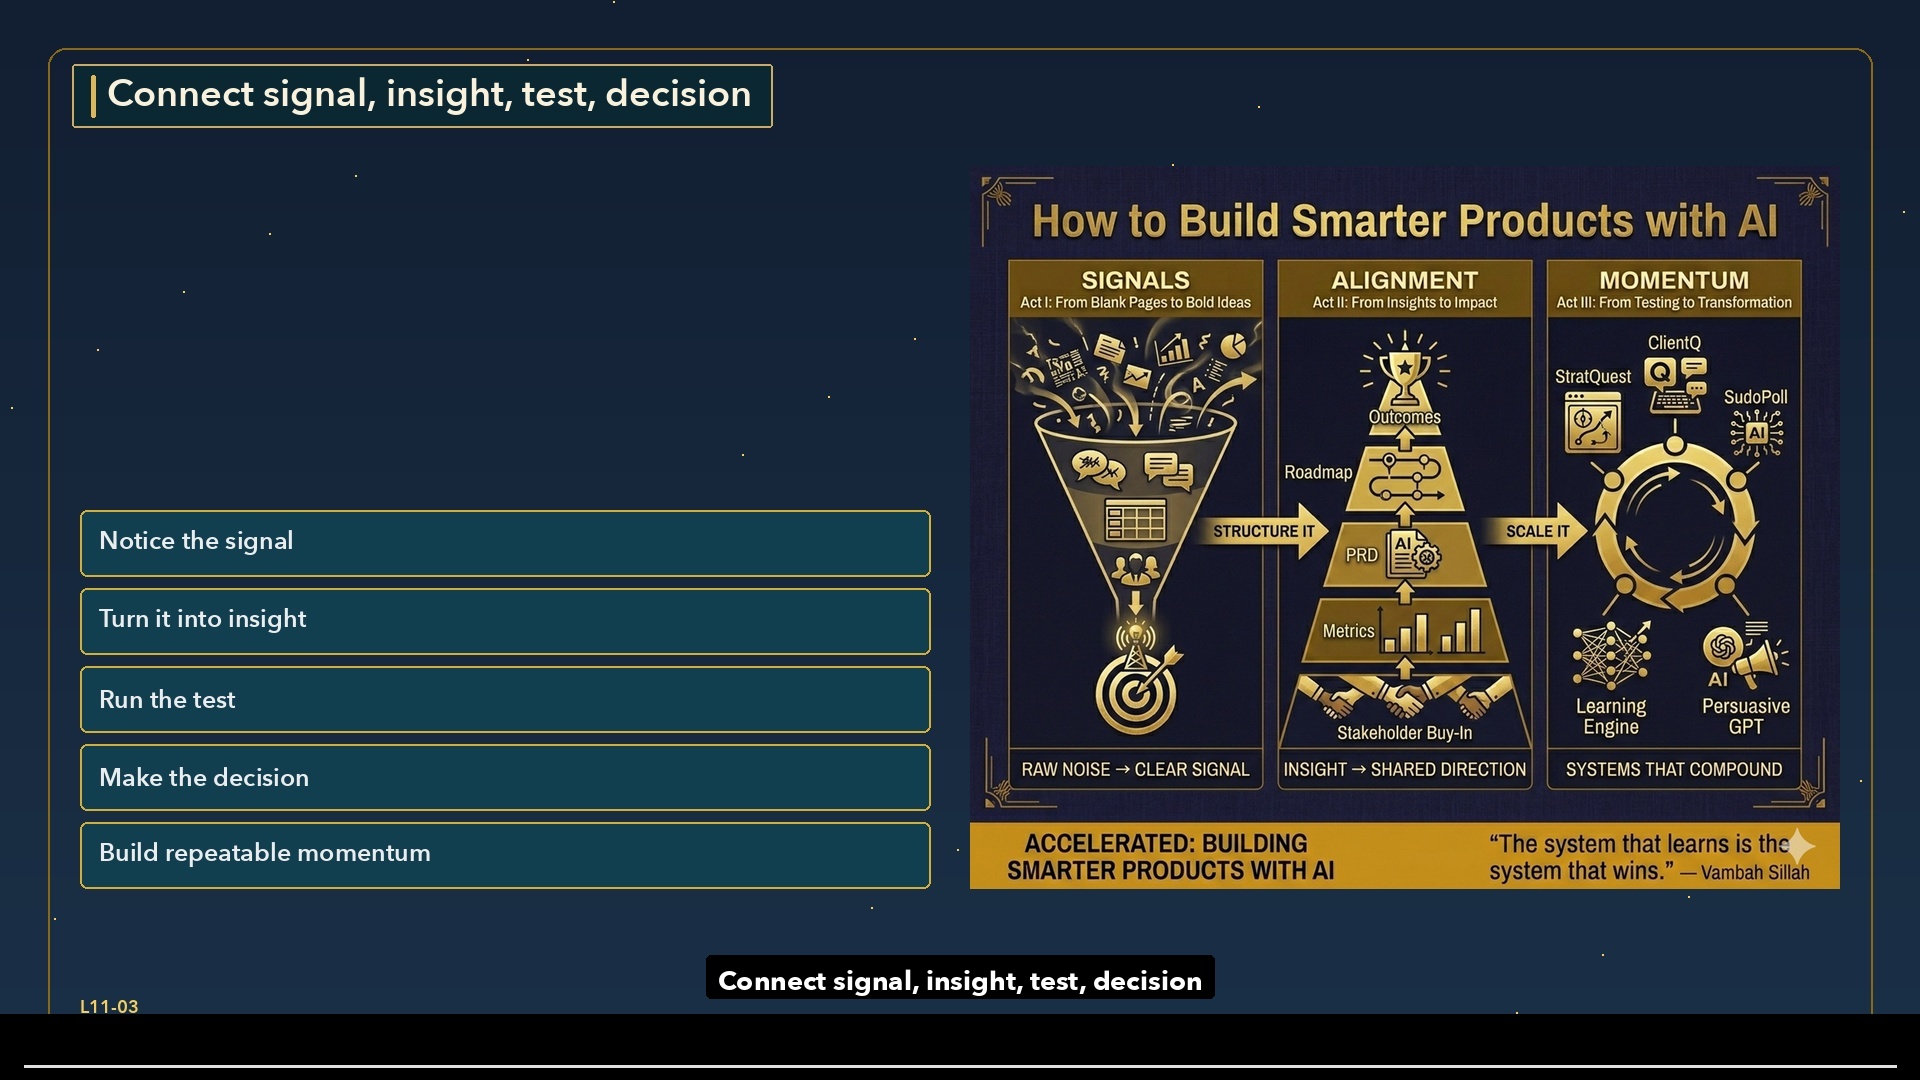 Connect signal, insight, test, decision
Notice the signal
Turn it into insight
Run the test
Make the decision
Build repeatable momentum
How to Build Smarter Products with AI
SIGNALS
Act I: From Blank Pages to Bold Ideas
RAW NOISE → CLEAR SIGNAL
STRUCTURE IT
ALIGNMENT
Act II: From Insights to Impact
Outcomes
Roadmap
PRD
AI
Metrics
Stakeholder Buy-In
INSIGHT → SHARED DIRECTION
SCALE IT
MOMENTUM
Act III: From Testing to Transformation
ClientQ
Q
StratQuest
SudoPoll
AI
Learning
Engine
AI
Persuasive
GPT
SYSTEMS THAT COMPOUND
ACCELERATED: BUILDING
SMARTER PRODUCTS WITH AI
“The system that learns is the
system that wins.” — Vambah Sillah
Connect signal, insight, test, decision
L11-03